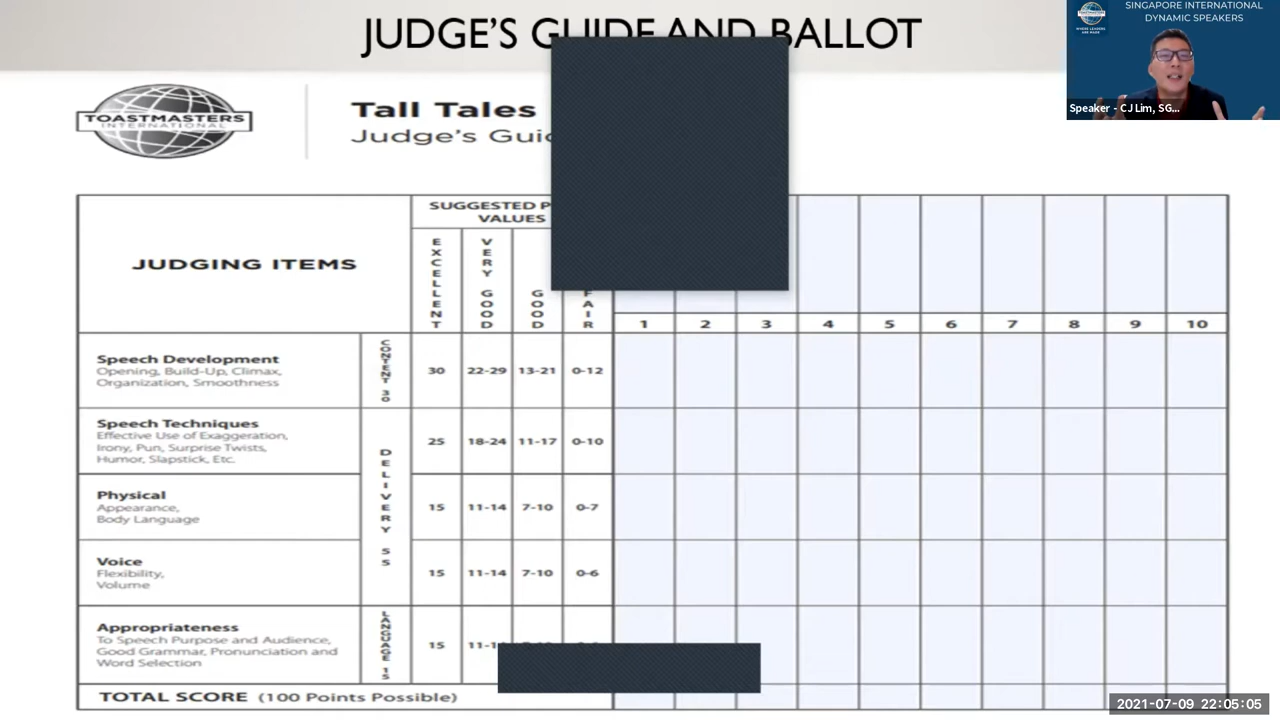 JUDGE'S GUIDE AND BALLOT
SINGAPORE INTERNATIONAL
DYNAMIC SPEAKERS
TOASTMASTERS
INTERNATIONAL
Tall Tales
Judge's
Speaker - CJ Lim, SG...
SUGGESTED
VALUES
JUDGING ITEMS
EXCELLENT
VERY GOOD
GOOD
FAIR
1 2 3 4 5 6 7 8 9 10
CONTENT 30
Speech Development
Opening, Build-Up, Climax,
Organization, Smoothness
30 22-29 13-21 0-12
DELIVERY 55
Speech Techniques
Effective Use of Exaggeration,
Irony, Pun, Surprise Twists,
Humor, Slapstick, Etc.
25 18-24 11-17 0-10
Physical
Appearance,
Body Language
15 11-14 7-10 0-7
Voice
Flexibility,
Volume
15 11-14 7-10 0-6
LANGUAGE 15
Appropriateness
To Speech Purpose and Audience,
Good Grammar, Pronunciation and
Word Selection
15
TOTAL SCORE (100 Points Possible)
2021-07-09 22:05:05